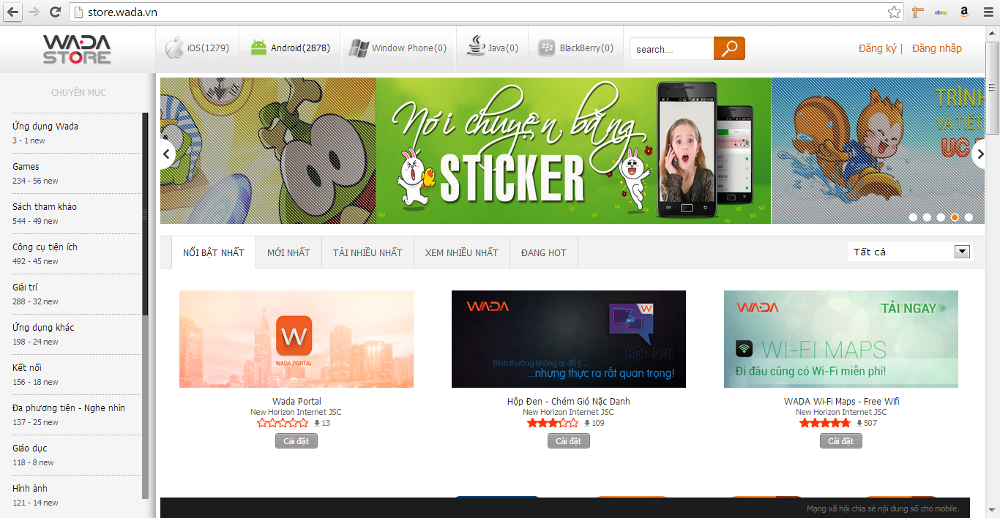 store.wada.vn
ebay
a
WADA
STORE
iOS(1279)
Android(2878)
Window Phone(0)
Java(0)
BlackBerry(0)
search...
Đăng ký | Đăng nhập
CHUYÊN MỤC
Ứng dụng Wada
3 - 1 new
Games
234 - 56 new
Sách tham khảo
544 - 49 new
Công cụ tiện ích
492 - 45 new
Giải trí
288 - 32 new
Ứng dụng khác
198 - 24 new
Kết nối
156 - 18 new
Đa phương tiện - Nghe nhìn
137 - 25 new
Giáo dục
118 - 8 new
Hình ảnh
121 - 14 new
Nói chuyện bằng
STICKER
TRÌNH
VÀ TIẾT
UC
NỔI BẬT NHẤT
MỚI NHẤT
TẢI NHIỀU NHẤT
XEM NHIỀU NHẤT
ĐANG HOT
Tất cả
W
WADA PORTAL
Wada Portal
New Horizon Internet JSC
13
Cài đặt
WADA
W
HỘP ĐEN
Bình thường không ai để ý....
...nhưng thực ra rất quan trọng!
Hộp Đen - Chém Gió Nặc Danh
New Horizon Internet JSC
109
Cài đặt
WADA
TẢI NGAY
WI-FI MAPS
Đi đâu cũng có Wi-Fi miễn phí!
WADA Wi-Fi Maps - Free Wifi
New Horizon Internet JSC
507
Cài đặt
Mạng xã hội chia sẻ nội dung số cho mobile.